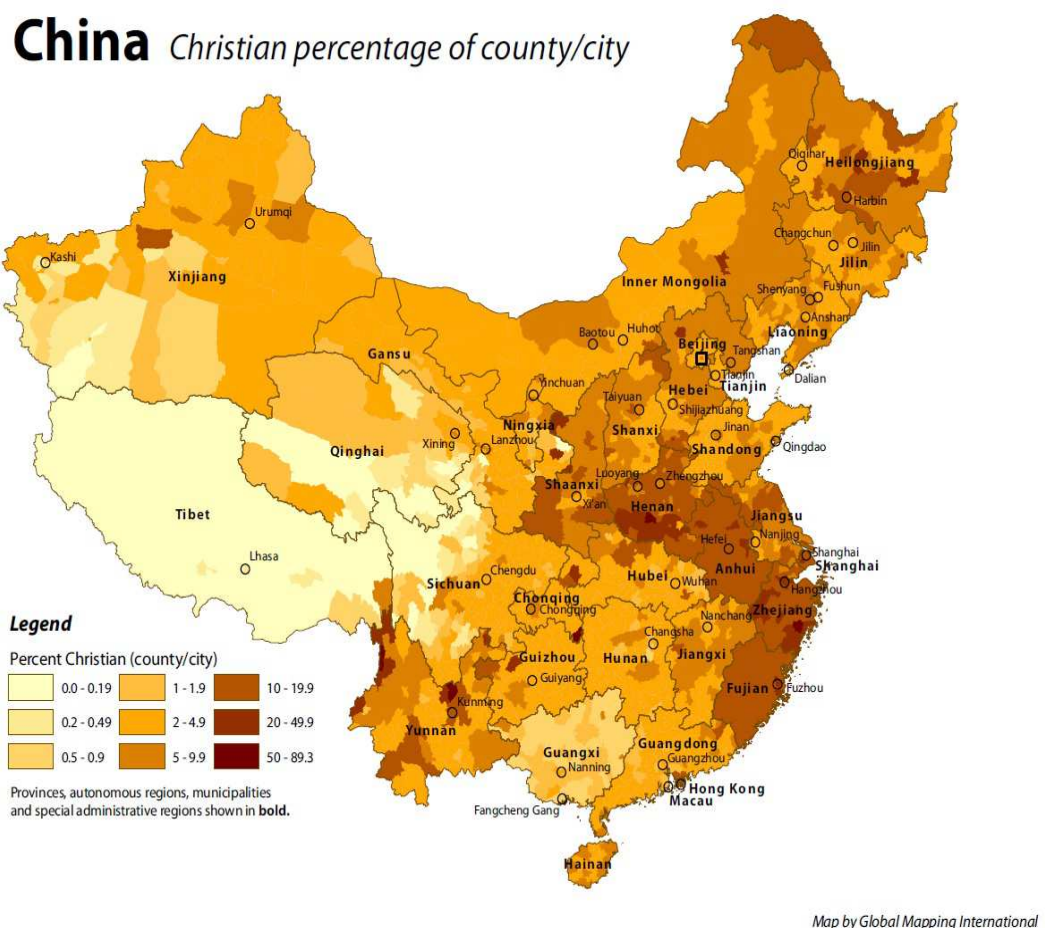 China Christian percentage of county/city
Qiqihar
Heilongjiang
Harbin
Urumqi
Changchun
Jilin
Kashi
Jilin
Xinjiang
Inner Mongolia
Fushun
Shenyang
Anshan
Liaoning
Baotou
Huhot
Beijing
Gansu
Tangshan
Tianjin
Dalian
Yinchuan
Tianjin
Hebei
Taiyuan
Shijiazhuang
Ningxia
Shanxi
Jinan
Xining
Lanzhou
Qinghai
Shandong
Qingdao
Luoyang
Zhengzhou
Shaanxi
Xi'an
Henan
Tibet
Jiangsu
Hefei
Nanjing
Lhasa
Shanghai
Shanghai
Anhui
Chengdu
Sichuan
Hubei
Wuhan
Hangzhou
Chongqing
Chongqing
Zhejiang
Nanchang
Changsha
Guizhou
Hunan
Jiangxi
Guiyang
Fujian
Fuzhou
Kunming
Yunnan
Guangdong
Guangxi
Guangzhou
Nanning
Hong Kong
Macau
Fangcheng Gang
Hainan
Legend
Percent Christian (county/city)
0.0 - 0.19 1 - 1.9 10 - 19.9
0.2 - 0.49 2 - 4.9 20 - 49.9
0.5 - 0.9 5 - 9.9 50 - 89.3
Provinces, autonomous regions, municipalities
and special administrative regions shown in bold.
Map by Global Mapping International